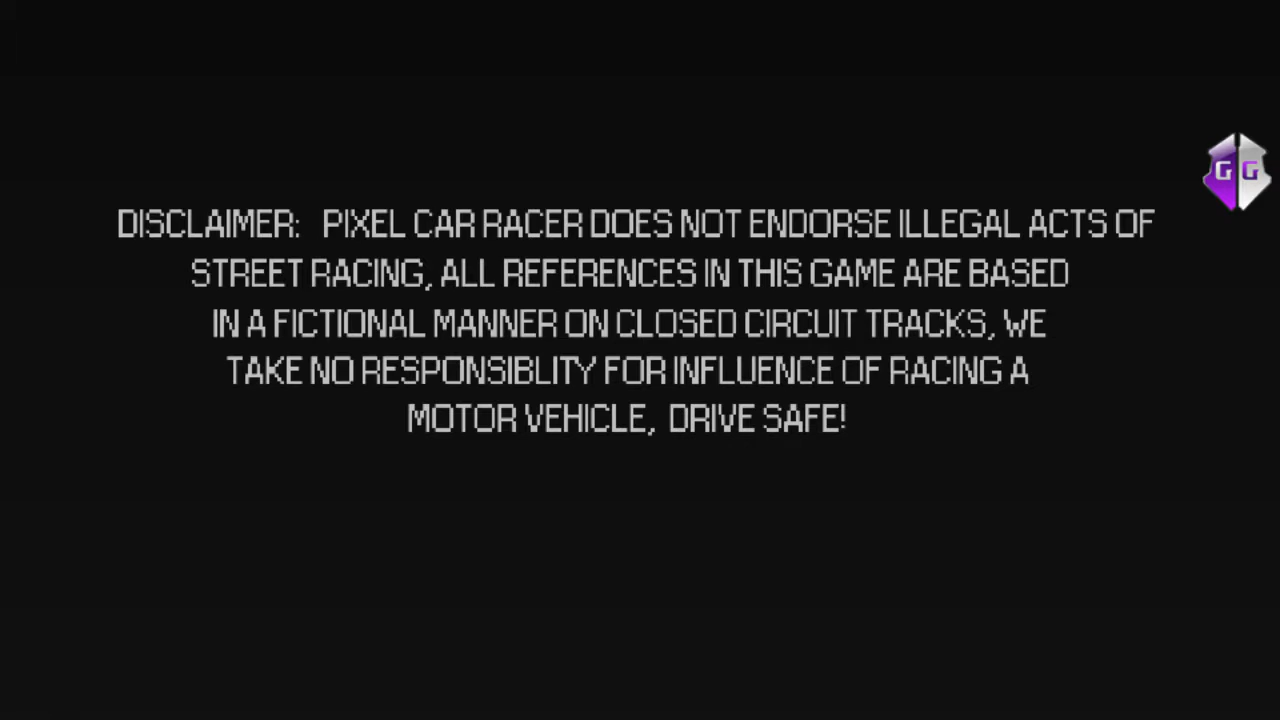 DISCLAIMER: PIXEL CAR RACER DOES NOT ENDORSE ILLEGAL ACTS OF
STREET RACING, ALL REFERENCES IN THIS GAME ARE BASED
IN A FICTIONAL MANNER ON CLOSED CIRCUIT TRACKS, WE
TAKE NO RESPONSIBLITY FOR INFLUENCE OF RACING A
MOTOR VEHICLE, DRIVE SAFE!
GG